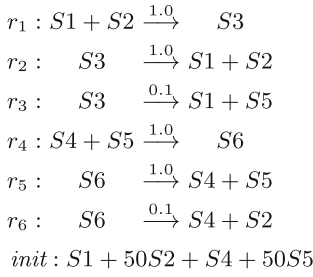 r₁ : S1 + S2 —1.0→ S3
r₂ : S3 —1.0→ S1 + S2
r₃ : S3 —0.1→ S1 + S5
r₄ : S4 + S5 —1.0→ S6
r₅ : S6 —1.0→ S4 + S5
r₆ : S6 —0.1→ S4 + S2
init : S1 + 50S2 + S4 + 50S5